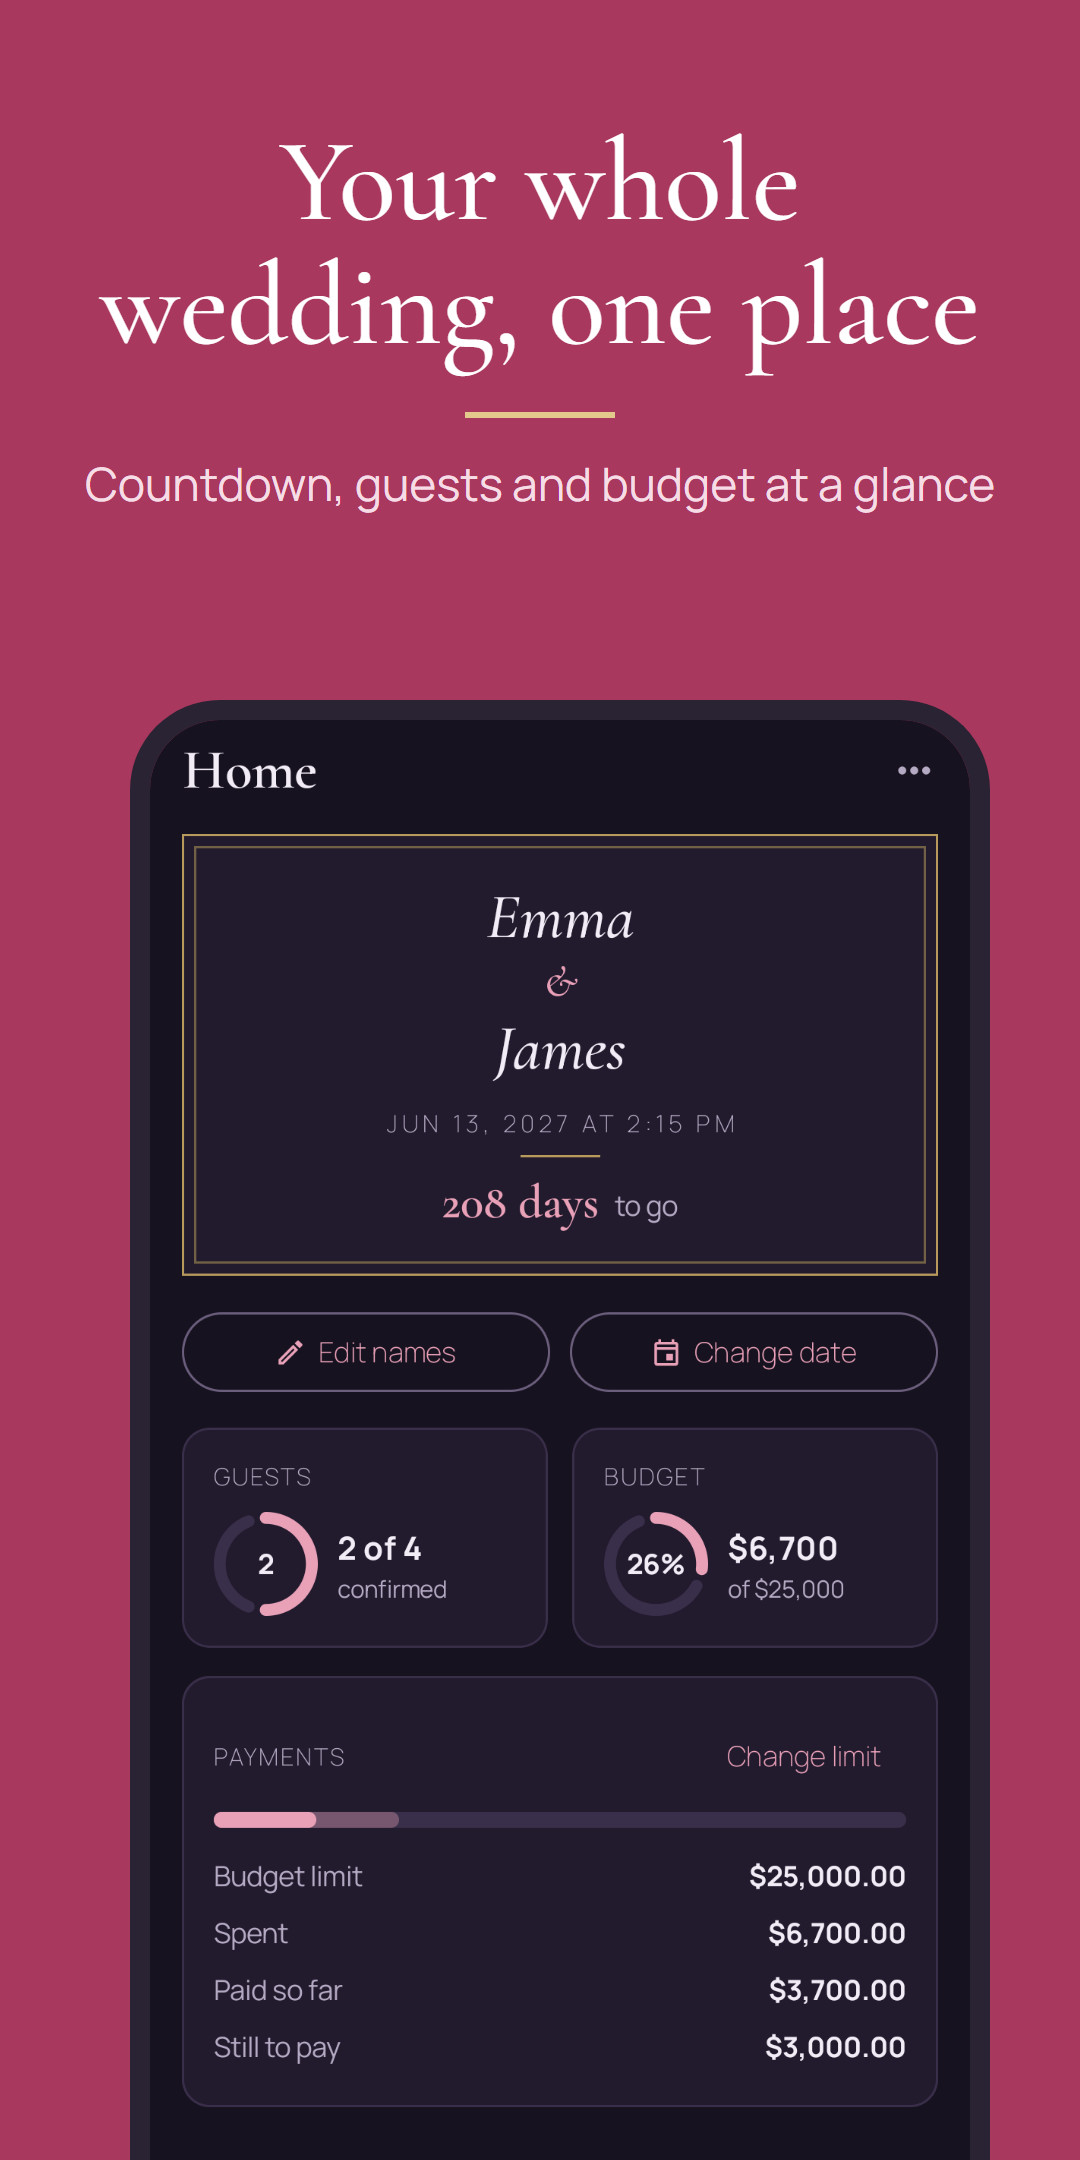 Your whole
wedding, one place
Countdown, guests and budget at a glance
Home
Emma
&
James
JUN 13, 2027 AT 2:15 PM
208 days to go
Edit names
Change date
GUESTS
2
2 of 4
confirmed
BUDGET
26%
$6,700
of $25,000
PAYMENTS
Change limit
Budget limit $25,000.00
Spent $6,700.00
Paid so far $3,700.00
Still to pay $3,000.00